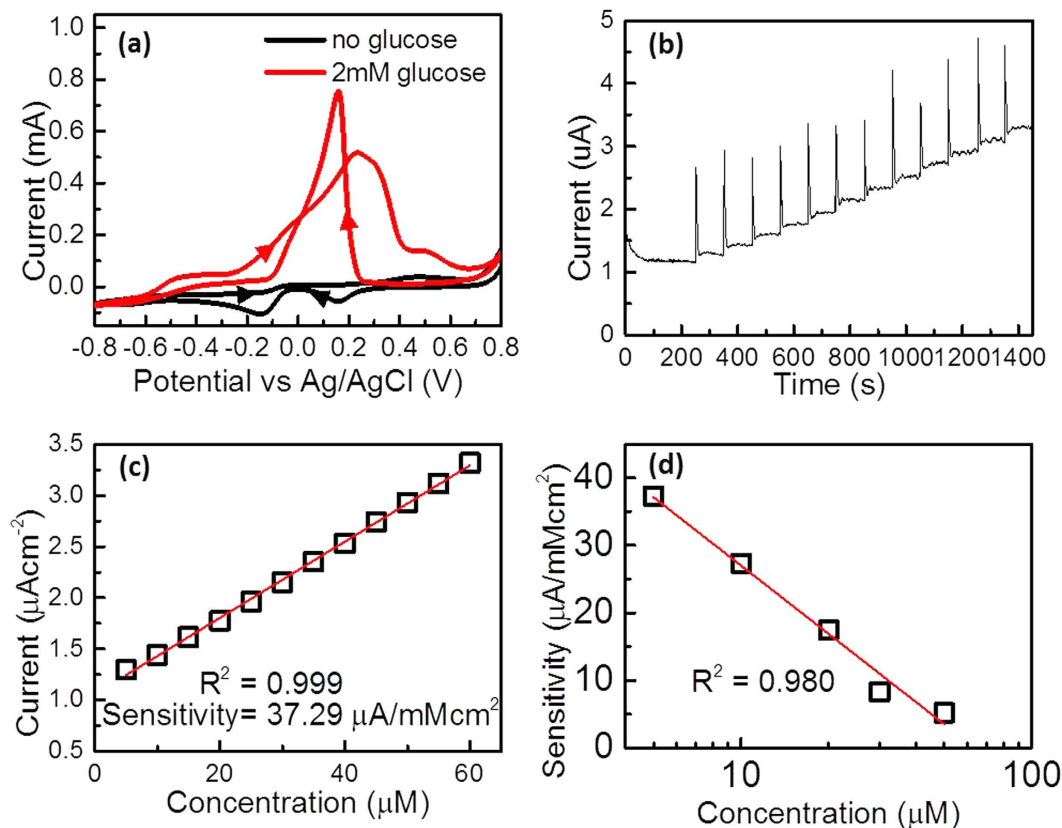 (a)
no glucose
2mM glucose
Current (mA)
1.0
0.8
0.6
0.4
0.2
0.0
-0.8 -0.6 -0.4 -0.2 0.0 0.2 0.4 0.6 0.8
Potential vs Ag/AgCl (V)
(b)
Current (uA)
5
4
3
2
1
0
0 200 400 600 800 1000 1200 1400
Time (s)
(c)
Current (μAcm⁻²)
3.5
3.0
2.5
2.0
1.5
1.0
0.5
R² = 0.999
Sensitivity= 37.29 μA/mMcm²
0 20 40 60
Concentration (μM)
(d)
Sensitivity (μA/mMcm²)
40
30
20
10
0
R² = 0.980
10 100
Concentration (μM)